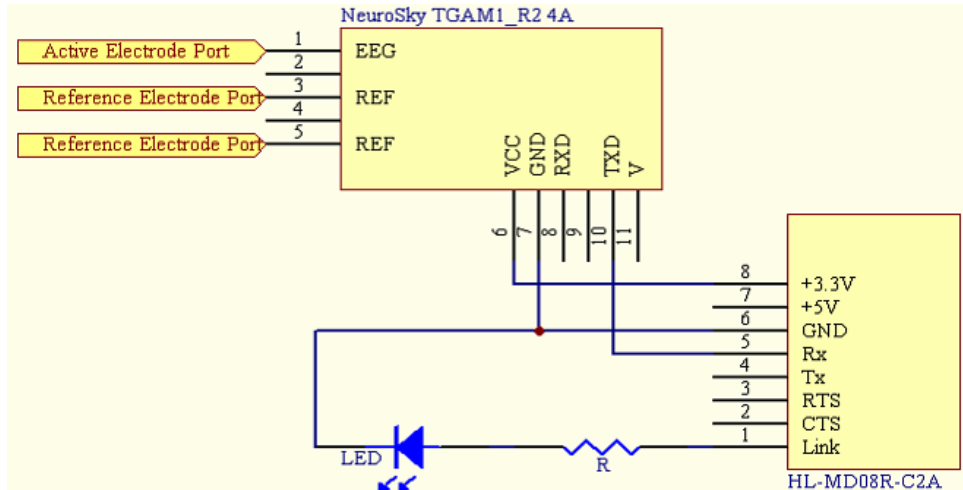 NeuroSky TGAM1_R2 4A
Active Electrode Port
1
EEG
2
Reference Electrode Port
3
REF
4
Reference Electrode Port
5
REF
VCC
GND
RXD
TXD
V
6
7
8
9
10
11
8
+3.3V
7
+5V
6
GND
5
Rx
4
Tx
3
RTS
2
CTS
1
Link
LED
R
HL-MD08R-C2A